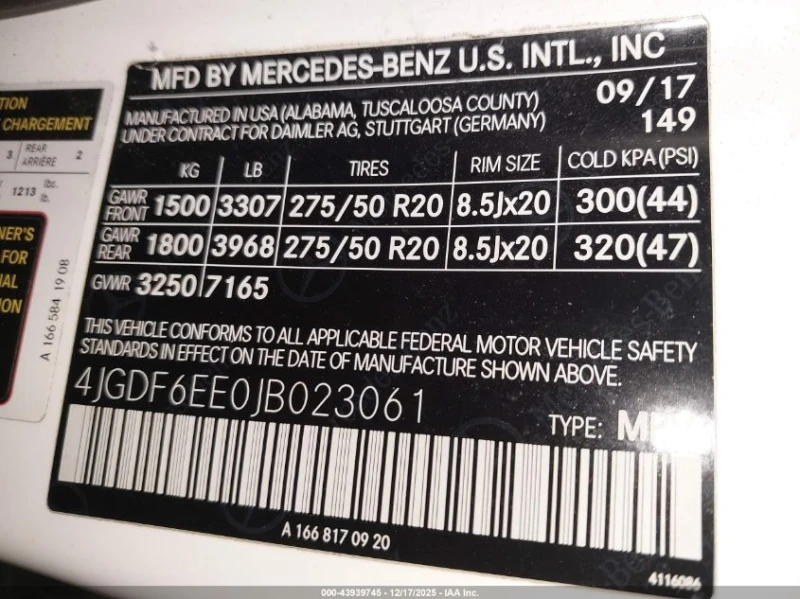 TION
CHARGEMENT
3 REAR ARRIÈRE 2
1213 lbs. lb.
NER'S
FOR
IAL
ION
A 166 584 19 08
MFD BY MERCEDES-BENZ U.S. INTL., INC
MANUFACTURED IN USA (ALABAMA, TUSCALOOSA COUNTY) 09/17
UNDER CONTRACT FOR DAIMLER AG, STUTTGART (GERMANY) 149
KG LB TIRES RIM SIZE COLD KPA (PSI)
GAWR FRONT 1500 3307 275/50 R20 8.5Jx20 300(44)
GAWR REAR 1800 3968 275/50 R20 8.5Jx20 320(47)
GVWR 3250 7165
THIS VEHICLE CONFORMS TO ALL APPLICABLE FEDERAL MOTOR VEHICLE SAFETY
STANDARDS IN EFFECT ON THE DATE OF MANUFACTURE SHOWN ABOVE.
4JGDF6EE0JB023061
TYPE:
A 166 817 09 20
4116086
000-43939745 - 12/17/2025 - IAA Inc.